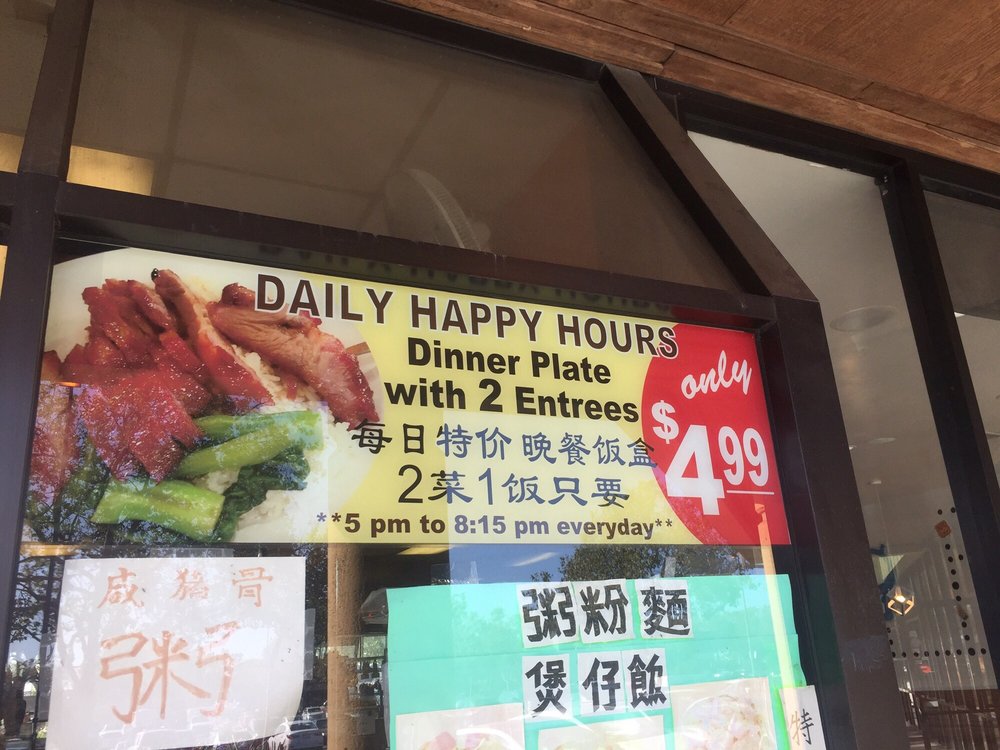 DAILY HAPPY HOURS
Dinner Plate
with 2 Entrees
每日特价晚餐饭盒
2菜1饭只要
**5 pm to 8:15 pm everyday**
only
$4.99
咸猪骨
粥
粥粉麵
煲仔飲
特